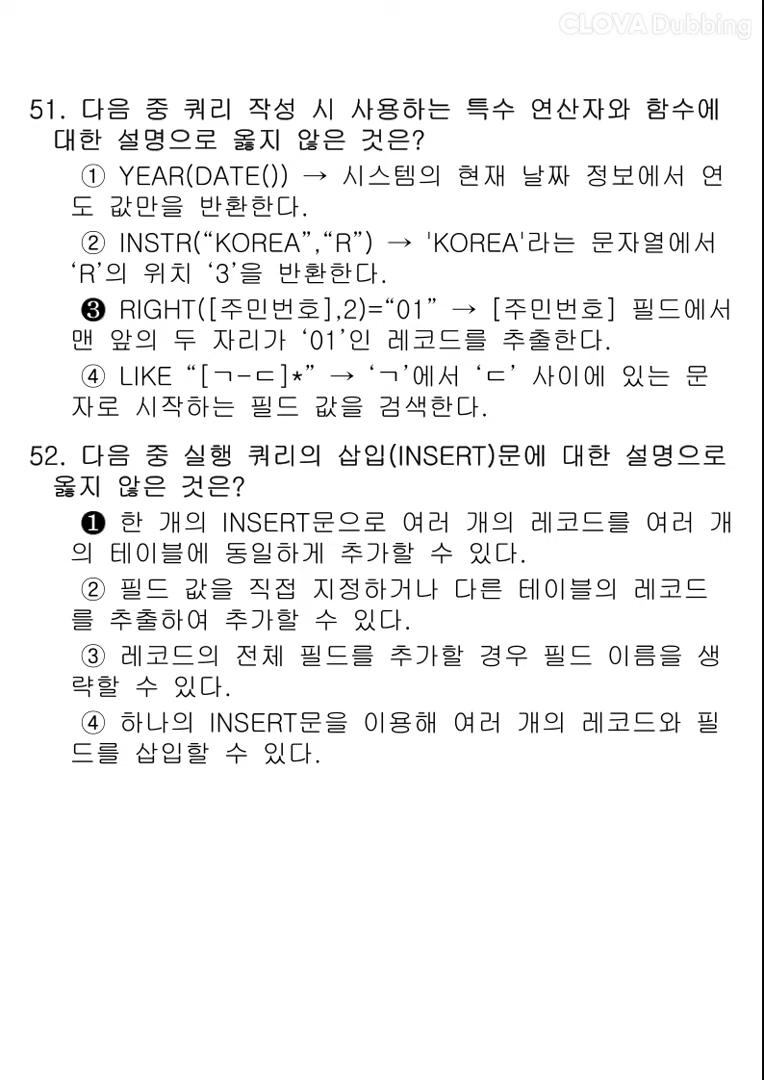 CLOVA Dubbing
51. 다음 중 쿼리 작성 시 사용하는 특수 연산자와 함수에
대한 설명으로 옳지 않은 것은?
① YEAR(DATE()) → 시스템의 현재 날짜 정보에서 연
도 값만을 반환한다.
② INSTR(“KOREA”,“R”) → 'KOREA'라는 문자열에서
‘R’의 위치 ‘3’을 반환한다.
❸ RIGHT([주민번호],2)=“01” → [주민번호] 필드에서
맨 앞의 두 자리가 ‘01’인 레코드를 추출한다.
④ LIKE “[ㄱ-ㄷ]*” → ‘ㄱ’에서 ‘ㄷ’ 사이에 있는 문
자로 시작하는 필드 값을 검색한다.
52. 다음 중 실행 쿼리의 삽입(INSERT)문에 대한 설명으로
옳지 않은 것은?
❶ 한 개의 INSERT문으로 여러 개의 레코드를 여러 개
의 테이블에 동일하게 추가할 수 있다.
② 필드 값을 직접 지정하거나 다른 테이블의 레코드
를 추출하여 추가할 수 있다.
③ 레코드의 전체 필드를 추가할 경우 필드 이름을 생
략할 수 있다.
④ 하나의 INSERT문을 이용해 여러 개의 레코드와 필
드를 삽입할 수 있다.